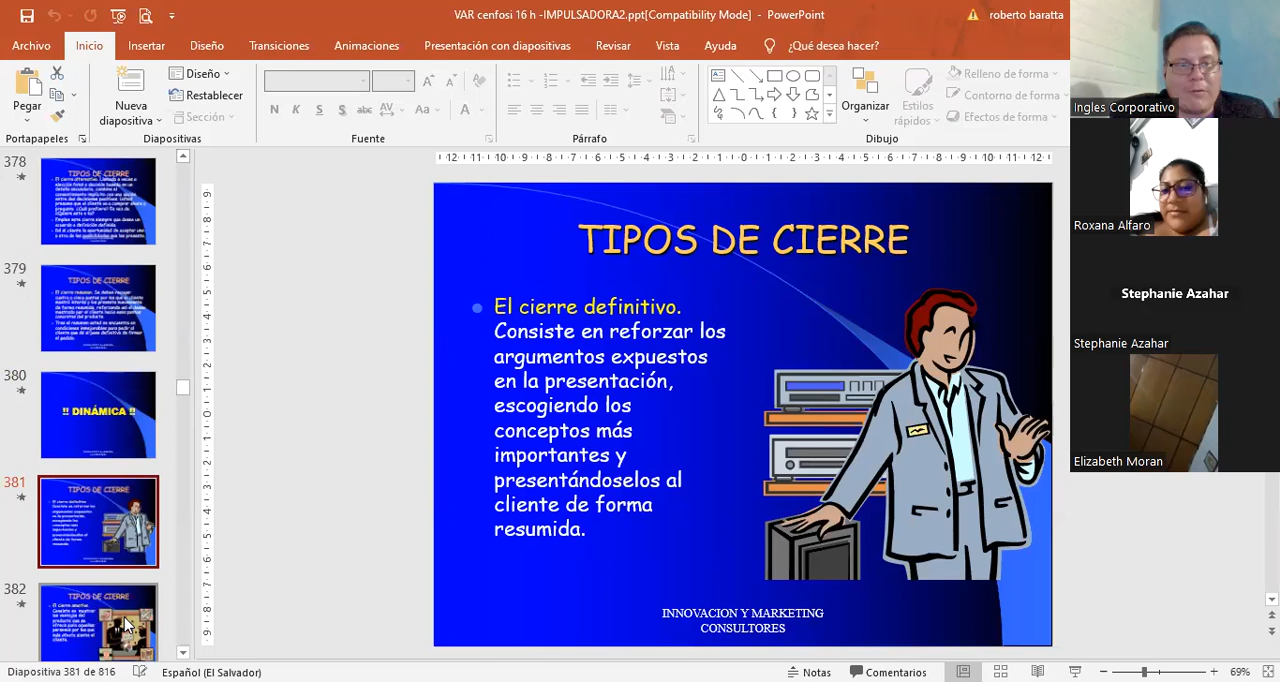 VAR cenfosi 16 h -IMPULSADORA2.ppt[Compatibility Mode] - PowerPoint
roberto baratta
Archivo Inicio Insertar Diseño Transiciones Animaciones Presentación con diapositivas Revisar Vista Ayuda ¿Qué desea hacer?
Pegar
Nueva diapositiva
Diseño
Restablecer
Sección
Organizar
Estilos rápidos
Relleno de forma
Contorno de forma
Efectos de forma
Portapapeles Diapositivas Fuente Párrafo Dibujo
Ingles Corporativo
Roxana Alfaro
Stephanie Azahar
Stephanie Azahar
Elizabeth Moran
378
TIPOS DE CIERRE
379
TIPOS DE CIERRE
380
!! DINÁMICA !!
381
TIPOS DE CIERRE
382
TIPOS DE CIERRE
TIPOS DE CIERRE
El cierre definitivo.
Consiste en reforzar los
argumentos expuestos
en la presentación,
escogiendo los
conceptos más
importantes y
presentándoselos al
cliente de forma
resumida.
INNOVACION Y MARKETING
CONSULTORES
Diapositiva 381 de 816 Español (El Salvador) Notas Comentarios 69%